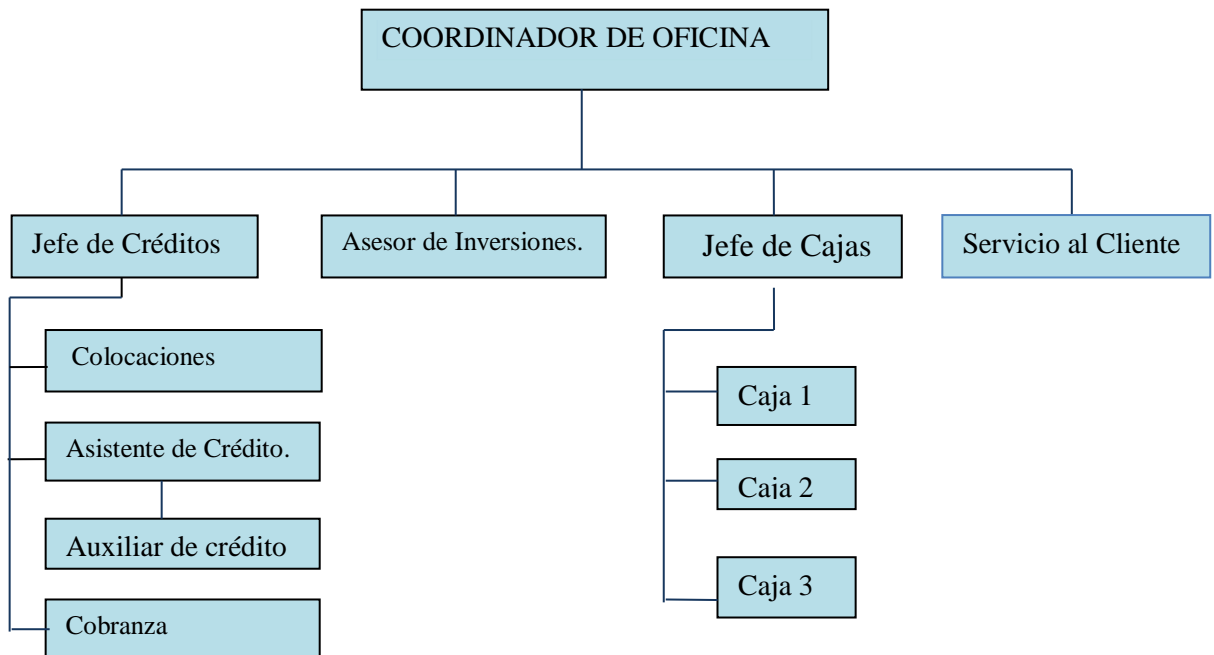 COORDINADOR DE OFICINA
Jefe de Créditos
Asesor de Inversiones.
Jefe de Cajas
Servicio al Cliente
Colocaciones
Asistente de Crédito.
Auxiliar de crédito
Cobranza
Caja 1
Caja 2
Caja 3